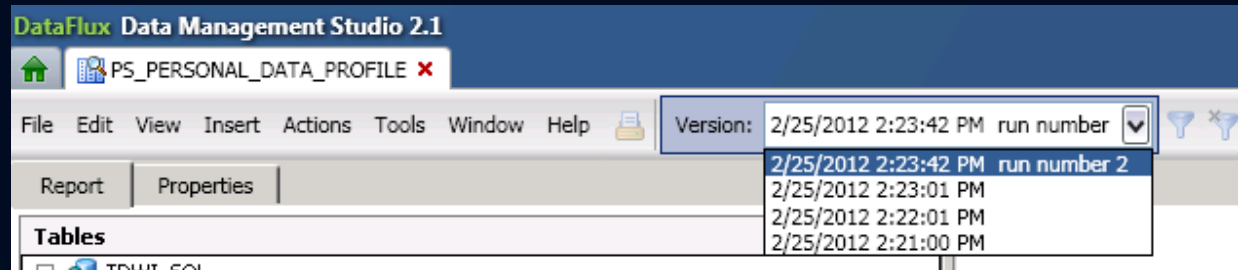 DataFlux Data Management Studio 2.1
PS_PERSONAL_DATA_PROFILE
File Edit View Insert Actions Tools Window Help Version: 2/25/2012 2:23:42 PM run number
2/25/2012 2:23:42 PM run number 2
Report Properties
2/25/2012 2:23:01 PM
2/25/2012 2:22:01 PM
Tables
2/25/2012 2:21:00 PM
TDWI_SQL